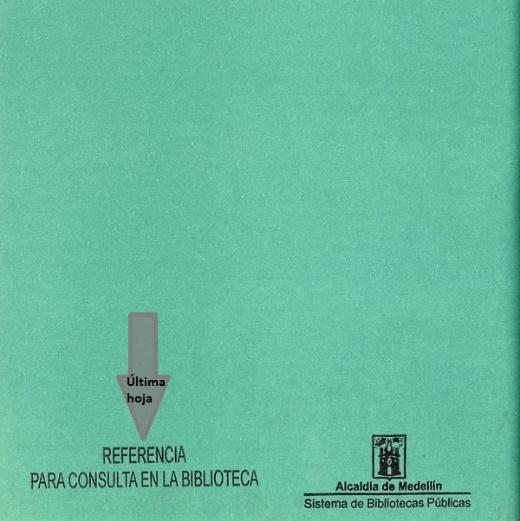 Última
hoja
REFERENCIA
PARA CONSULTA EN LA BIBLIOTECA
Alcaldía de Medellín
Sistema de Bibliotecas Públicas